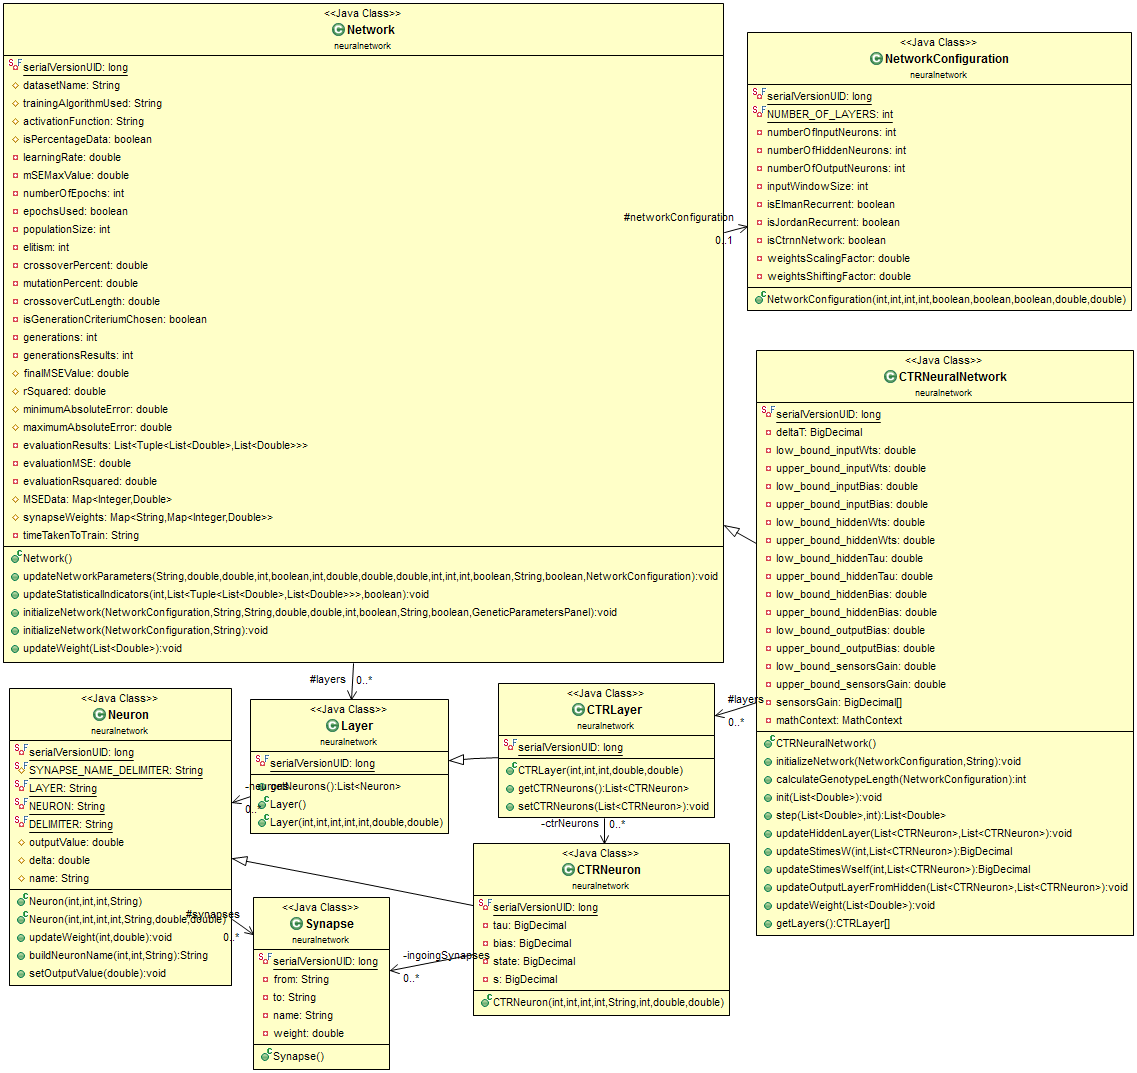 <<Java Class>>
Network
neuralnetwork
serialVersionUID: long
datasetName: String
trainingAlgorithmUsed: String
activationFunction: String
isPercentageData: boolean
learningRate: double
mSEMaxValue: double
numberOfEpochs: int
epochsUsed: boolean
populationSize: int
elitism: int
crossoverPercent: double
mutationPercent: double
crossoverCutLength: double
isGenerationCriteriumChosen: boolean
generations: int
generationsResults: int
finalMSEValue: double
rSquared: double
minimumAbsoluteError: double
maximumAbsoluteError: double
evaluationResults: List<Tuple<List<Double>,List<Double>>>
evaluationMSE: double
evaluationRsquared: double
MSEData: Map<Integer,Double>
synapseWeights: Map<String,Map<Integer,Double>>
timeTakenToTrain: String
Network()
updateNetworkParameters(String,double,double,int,boolean,int,double,double,double,int,int,int,boolean,String,boolean,NetworkConfiguration):void
updateStatisticalIndicators(int,List<Tuple<List<Double>,List<Double>>>,boolean):void
initializeNetwork(NetworkConfiguration,String,String,double,double,int,boolean,String,boolean,GeneticParametersPanel):void
initializeNetwork(NetworkConfiguration,String):void
updateWeight(List<Double>):void
#networkConfiguration
0..1
<<Java Class>>
NetworkConfiguration
neuralnetwork
serialVersionUID: long
NUMBER_OF_LAYERS: int
numberOfInputNeurons: int
numberOfHiddenNeurons: int
numberOfOutputNeurons: int
inputWindowSize: int
isElmanRecurrent: boolean
isJordanRecurrent: boolean
isCtrnnNetwork: boolean
weightsScalingFactor: double
weightsShiftingFactor: double
NetworkConfiguration(int,int,int,int,boolean,boolean,boolean,double,double)
<<Java Class>>
CTRNeuralNetwork
neuralnetwork
serialVersionUID: long
deltaT: BigDecimal
low_bound_inputWts: double
upper_bound_inputWts: double
low_bound_inputBias: double
upper_bound_inputBias: double
low_bound_hiddenWts: double
upper_bound_hiddenWts: double
low_bound_hiddenTau: double
upper_bound_hiddenTau: double
low_bound_hiddenBias: double
upper_bound_hiddenBias: double
low_bound_outputBias: double
upper_bound_outputBias: double
low_bound_sensorsGain: double
upper_bound_sensorsGain: double
sensorsGain: BigDecimal[]
mathContext: MathContext
CTRNeuralNetwork()
initializeNetwork(NetworkConfiguration,String):void
calculateGenotypeLength(NetworkConfiguration):int
init(List<Double>):void
step(List<Double>,int):List<Double>
updateHiddenLayer(List<CTRNeuron>,List<CTRNeuron>):void
updateStimesW(int,List<CTRNeuron>):BigDecimal
updateStimesWself(int,List<CTRNeuron>):BigDecimal
updateOutputLayerFromHidden(List<CTRNeuron>,List<CTRNeuron>):void
updateWeight(List<Double>):void
getLayers():CTRLayer[]
#layers
0..*
#layers
0..*
<<Java Class>>
Neuron
neuralnetwork
serialVersionUID: long
SYNAPSE_NAME_DELIMITER: String
LAYER: String
NEURON: String
DELIMITER: String
outputValue: double
delta: double
name: String
Neuron(int,int,int,String)
Neuron(int,int,int,int,String,double,double)
updateWeight(int,double):void
buildNeuronName(int,int,String):String
setOutputValue(double):void
<<Java Class>>
Layer
neuralnetwork
serialVersionUID: long
getNeurons():List<Neuron>
Layer()
Layer(int,int,int,int,int,double,double)
-neurons
0..*
<<Java Class>>
CTRLayer
neuralnetwork
serialVersionUID: long
CTRLayer(int,int,int,double,double)
getCTRNeurons():List<CTRNeuron>
setCTRNeurons(List<CTRNeuron>):void
-ctrNeurons
0..*
<<Java Class>>
CTRNeuron
neuralnetwork
serialVersionUID: long
tau: BigDecimal
bias: BigDecimal
state: BigDecimal
s: BigDecimal
CTRNeuron(int,int,int,int,String,int,double,double)
#synapses
0..*
-ingoingSynapses
0..*
<<Java Class>>
Synapse
neuralnetwork
serialVersionUID: long
from: String
to: String
name: String
weight: double
Synapse()